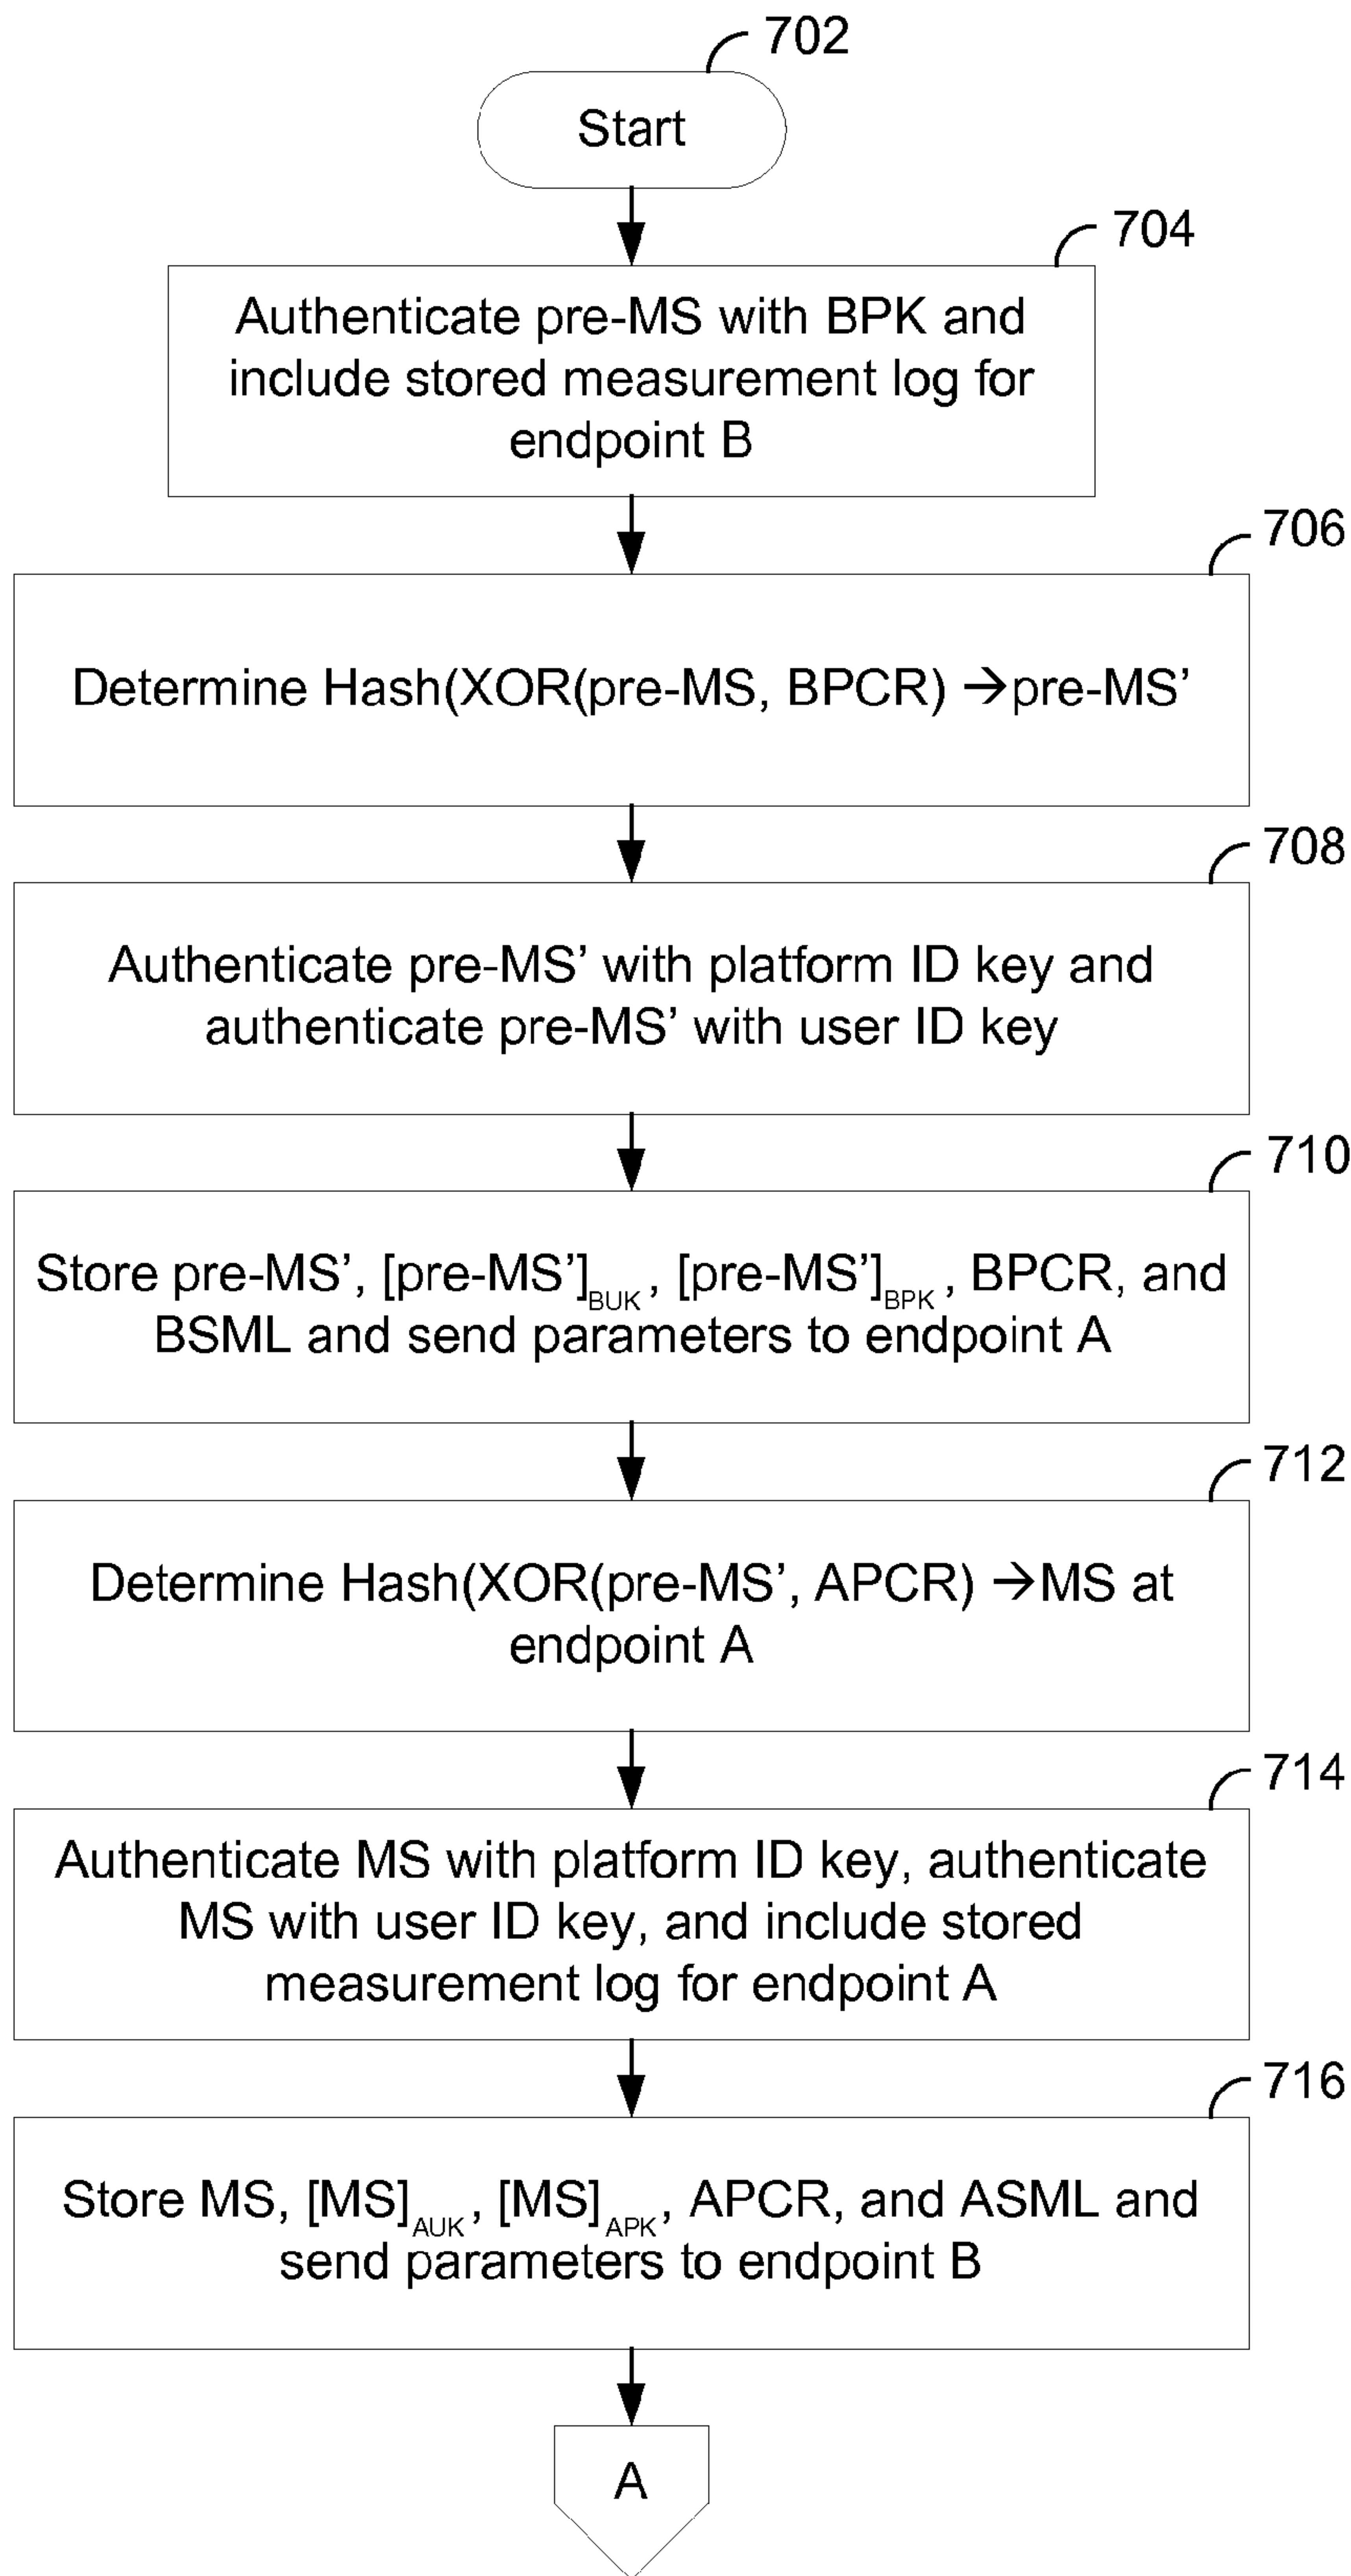 702
Start
704
Authenticate pre-MS with BPK and
include stored measurement log for
endpoint B
706
Determine Hash(XOR(pre-MS, BPCR) →pre-MS’
708
Authenticate pre-MS’ with platform ID key and
authenticate pre-MS’ with user ID key
710
Store pre-MS’, [pre-MS’]BUK, [pre-MS’]BPK, BPCR, and
BSML and send parameters to endpoint A
712
Determine Hash(XOR(pre-MS’, APCR) →MS at
endpoint A
714
Authenticate MS with platform ID key, authenticate
MS with user ID key, and include stored
measurement log for endpoint A
716
Store MS, [MS]AUK, [MS]APK, APCR, and ASML and
send parameters to endpoint B
A